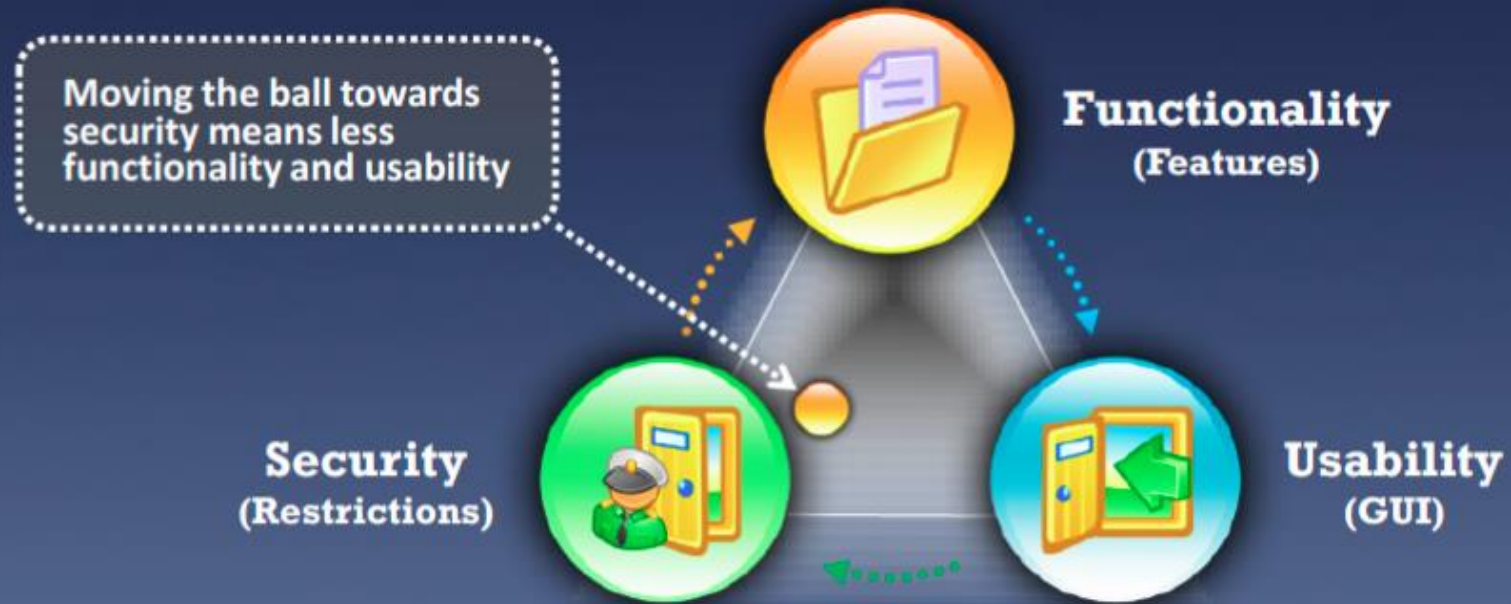 Moving the ball towards
security means less
functionality and usability
Functionality
(Features)
Security
(Restrictions)
Usability
(GUI)